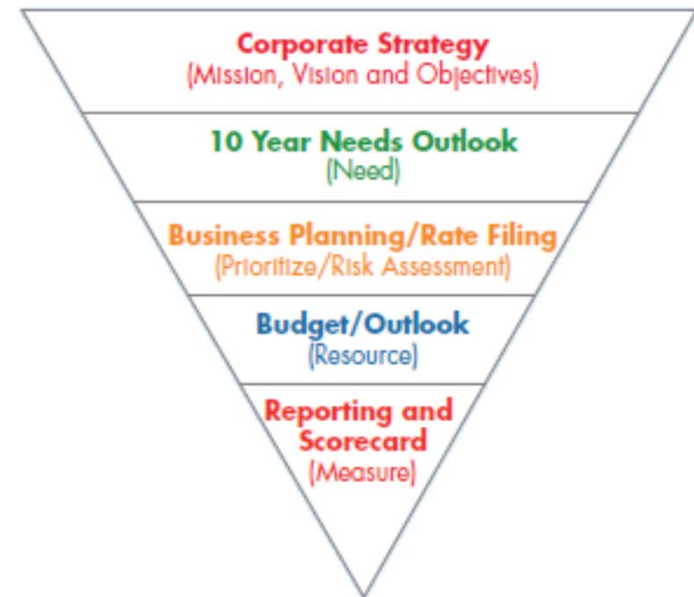 Corporate Strategy
(Mission, Vision and Objectives)
10 Year Needs Outlook
(Need)
Business Planning/Rate Filing
(Prioritize/Risk Assessment)
Budget/Outlook
(Resource)
Reporting and
Scorecard
(Measure)